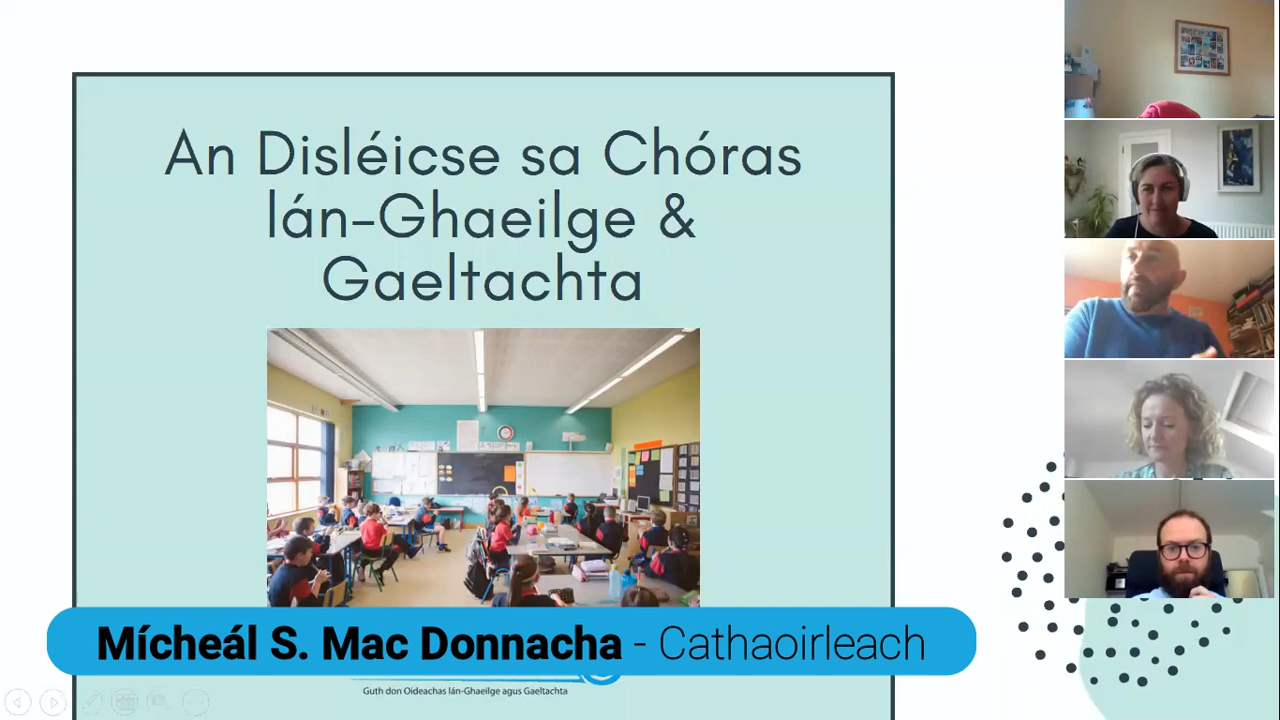 An Disléicse sa Chóras
lán-Ghaeilge &
Gaeltachta
Mícheál S. Mac Donnacha - Cathaoirleach
Guth don Oideachas lán-Ghaeilge agus Gaeltachta